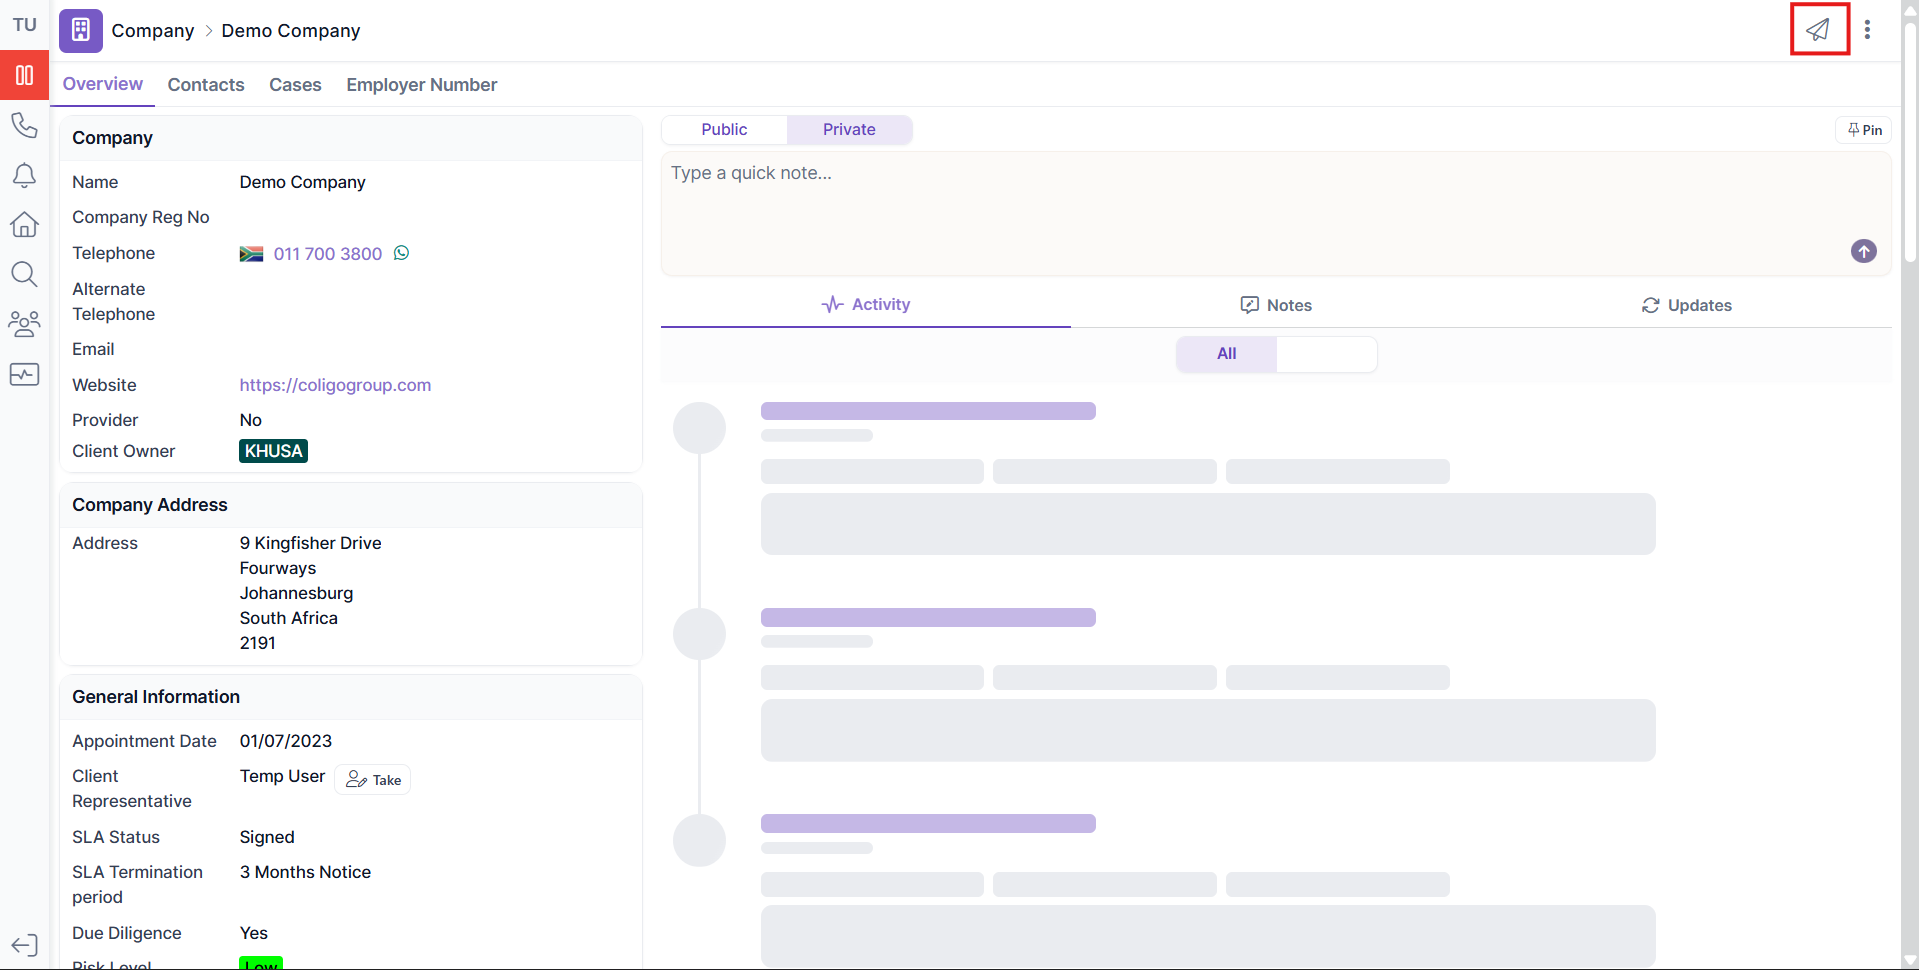 TU
Company > Demo Company
Overview Contacts Cases Employer Number
Company
Name Demo Company
Company Reg No
Telephone 011 700 3800
Alternate
Telephone
Email
Website https://coligogroup.com
Provider No
Client Owner KHUSA
Company Address
Address 9 Kingfisher Drive
Fourways
Johannesburg
South Africa
2191
General Information
Appointment Date 01/07/2023
Client
Representative
Temp User Take
SLA Status Signed
SLA Termination
period
3 Months Notice
Due Diligence Yes
Risk Level Low
Public Private
Pin
Type a quick note...
Activity Notes Updates
All